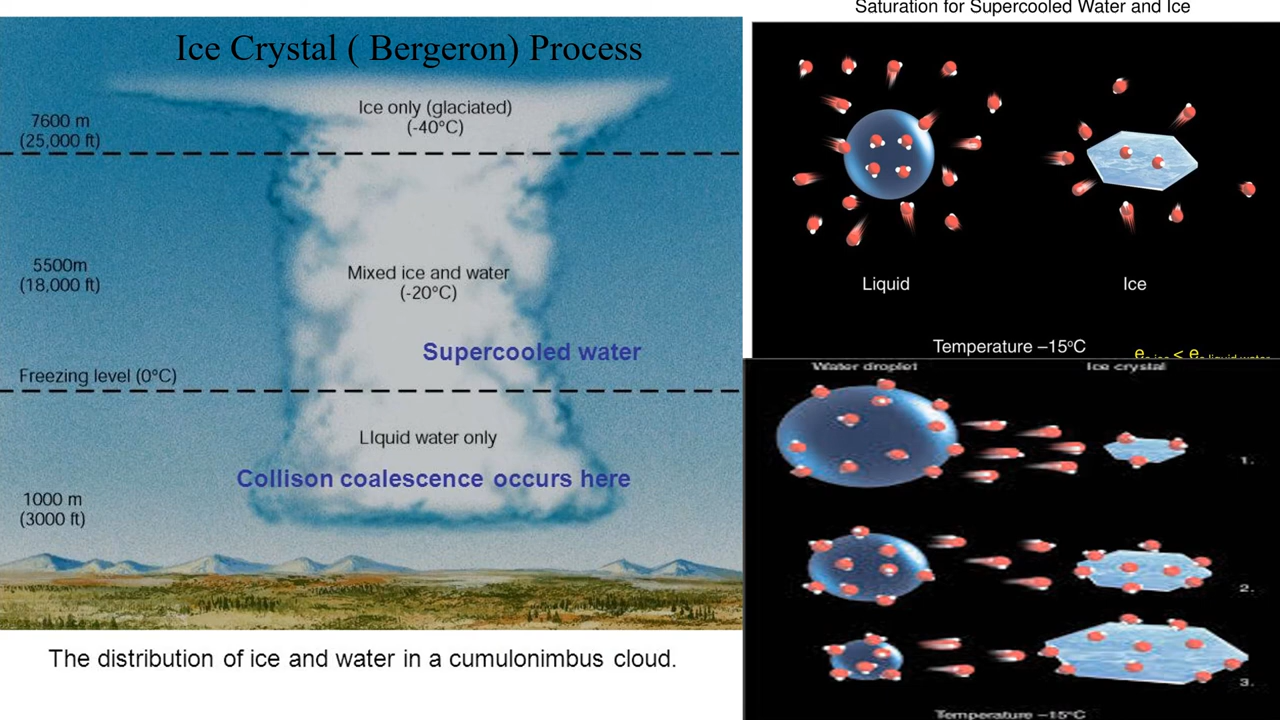 Ice Crystal ( Bergeron) Process
Ice only (glaciated)
(-40°C)
7600 m
(25,000 ft)
5500m
(18,000 ft)
Mixed ice and water
(-20°C)
Supercooled water
Freezing level (0°C)
LIquid water only
Collison coalescence occurs here
1000 m
(3000 ft)
The distribution of ice and water in a cumulonimbus cloud.
Saturation for Supercooled Water and Ice
Liquid
Ice
Temperature –15°C
Water droplet
Ice crystal
1.
2.
3.
Temperature –15°C